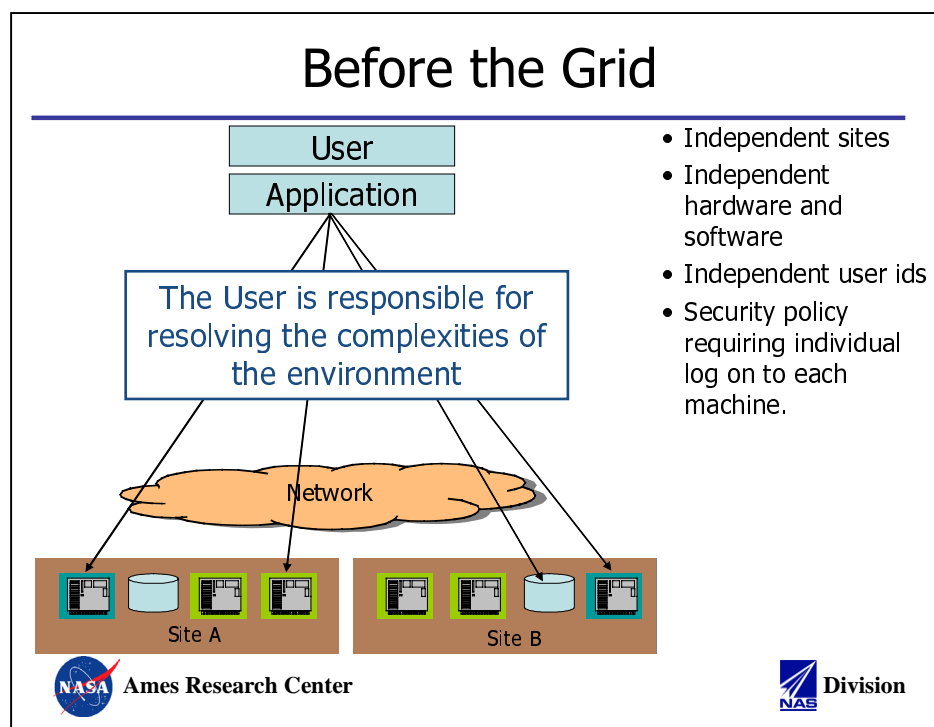 Before the Grid
User
Application
The User is responsible for
resolving the complexities of
the environment
Network
Site A
Site B
• Independent sites
• Independent
hardware and
software
• Independent user ids
• Security policy
requiring individual
log on to each
machine.
NASA
Ames Research Center
NAS
Division